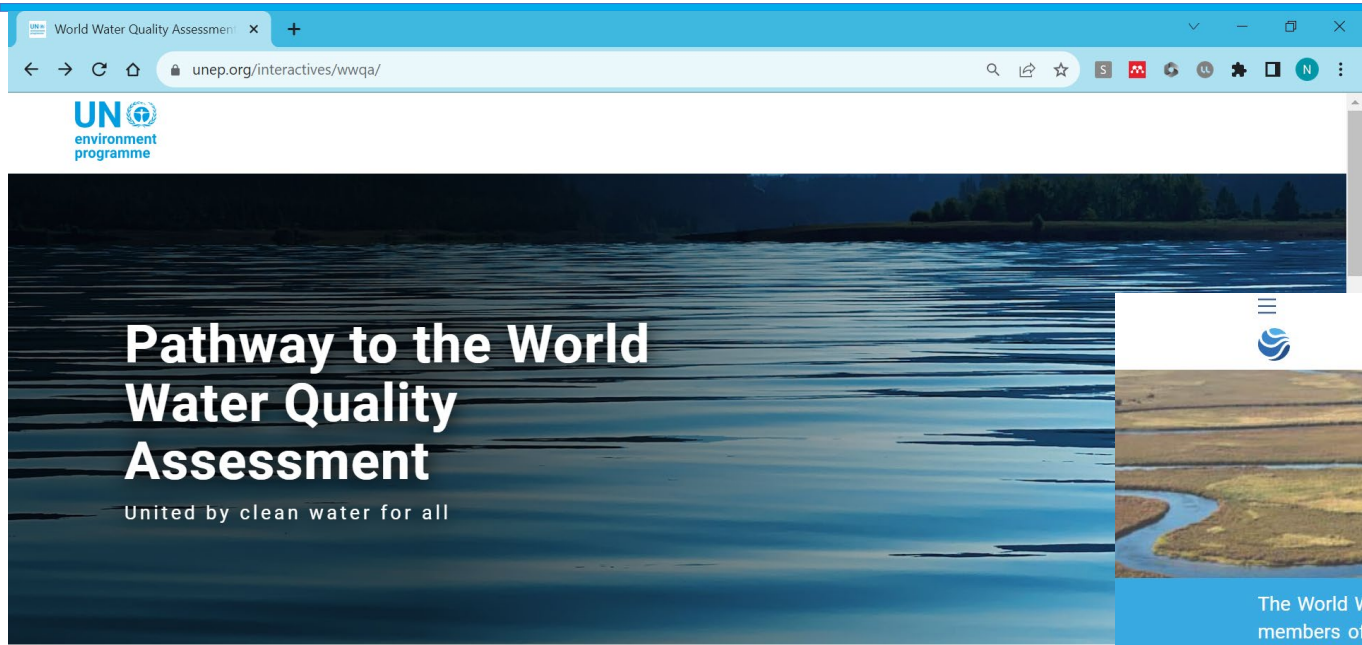 World Water Quality Assessmen
unep.org/interactives/wwqa/
UN
environment
programme
Pathway to the World
Water Quality
Assessment
United by clean water for all
The World
members of